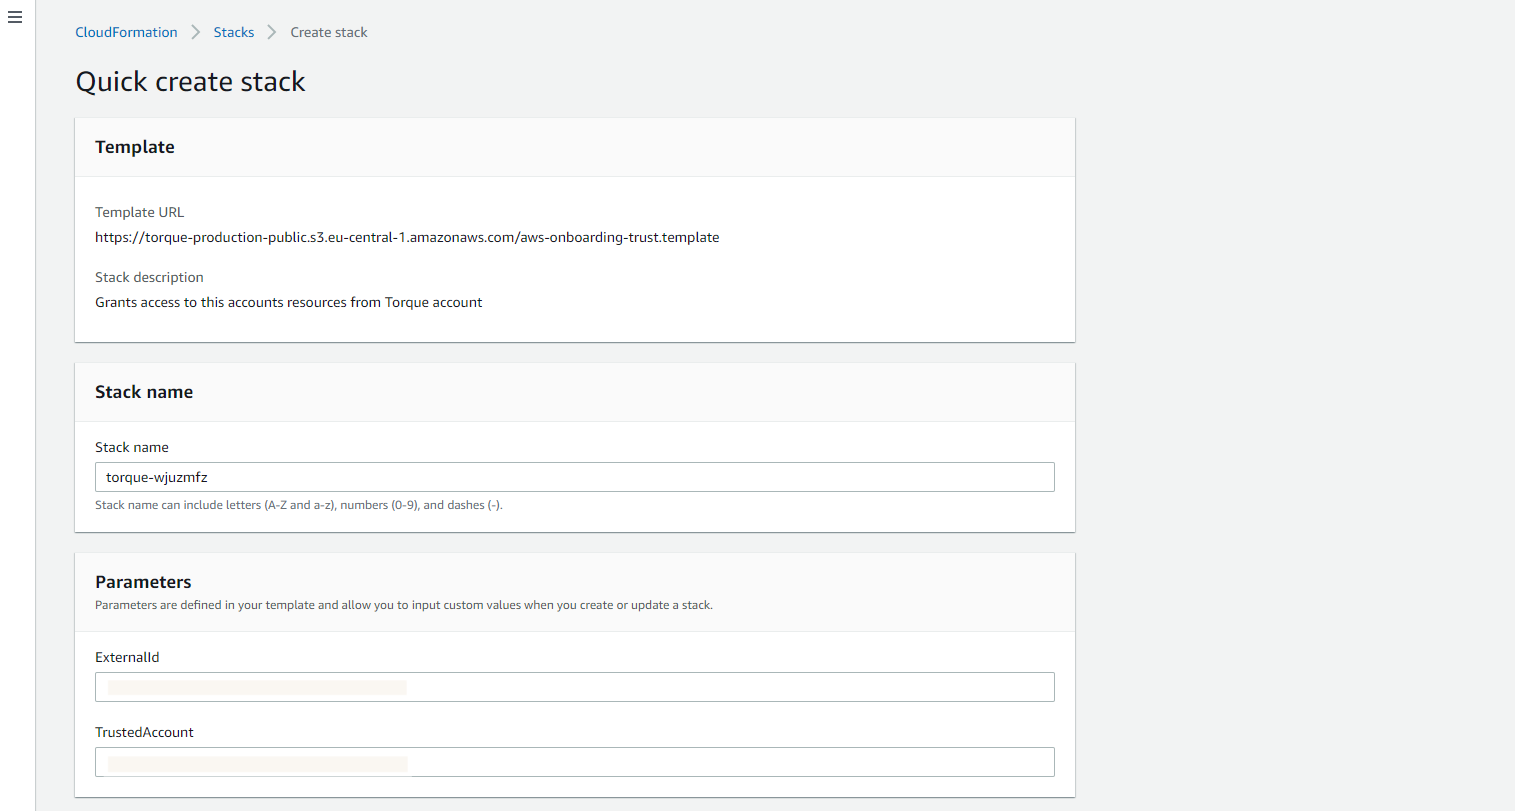 CloudFormation > Stacks > Create stack
Quick create stack
Template
Template URL
https://torque-production-public.s3.eu-central-1.amazonaws.com/aws-onboarding-trust.template
Stack description
Grants access to this accounts resources from Torque account
Stack name
Stack name
torque-wjuzmfz
Stack name can include letters (A-Z and a-z), numbers (0-9), and dashes (-).
Parameters
Parameters are defined in your template and allow you to input custom values when you create or update a stack.
ExternalId
TrustedAccount